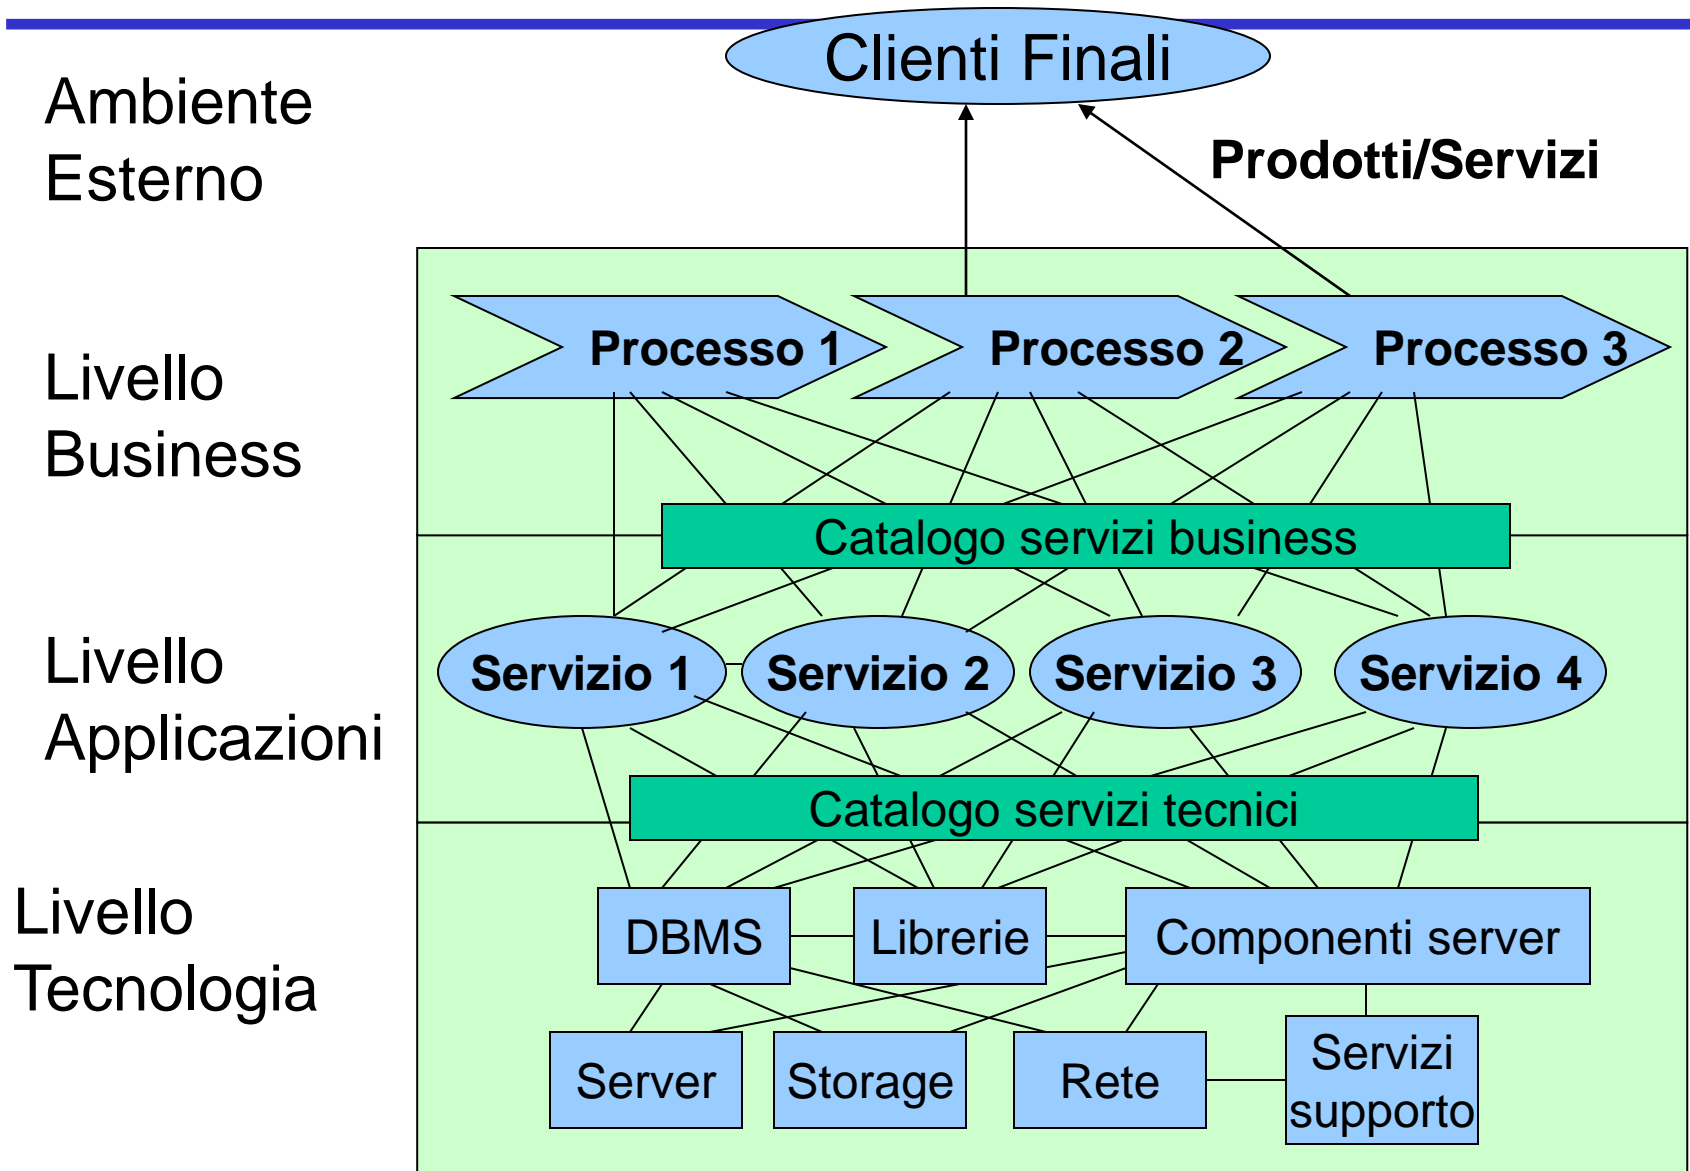 Clienti Finali
Ambiente
Esterno
Prodotti/Servizi
Livello
Business
Processo 1
Processo 2
Processo 3
Catalogo servizi business
Livello
Applicazioni
Servizio 1
Servizio 2
Servizio 3
Servizio 4
Catalogo servizi tecnici
Livello
Tecnologia
DBMS
Librerie
Componenti server
Server
Storage
Rete
Servizi
supporto